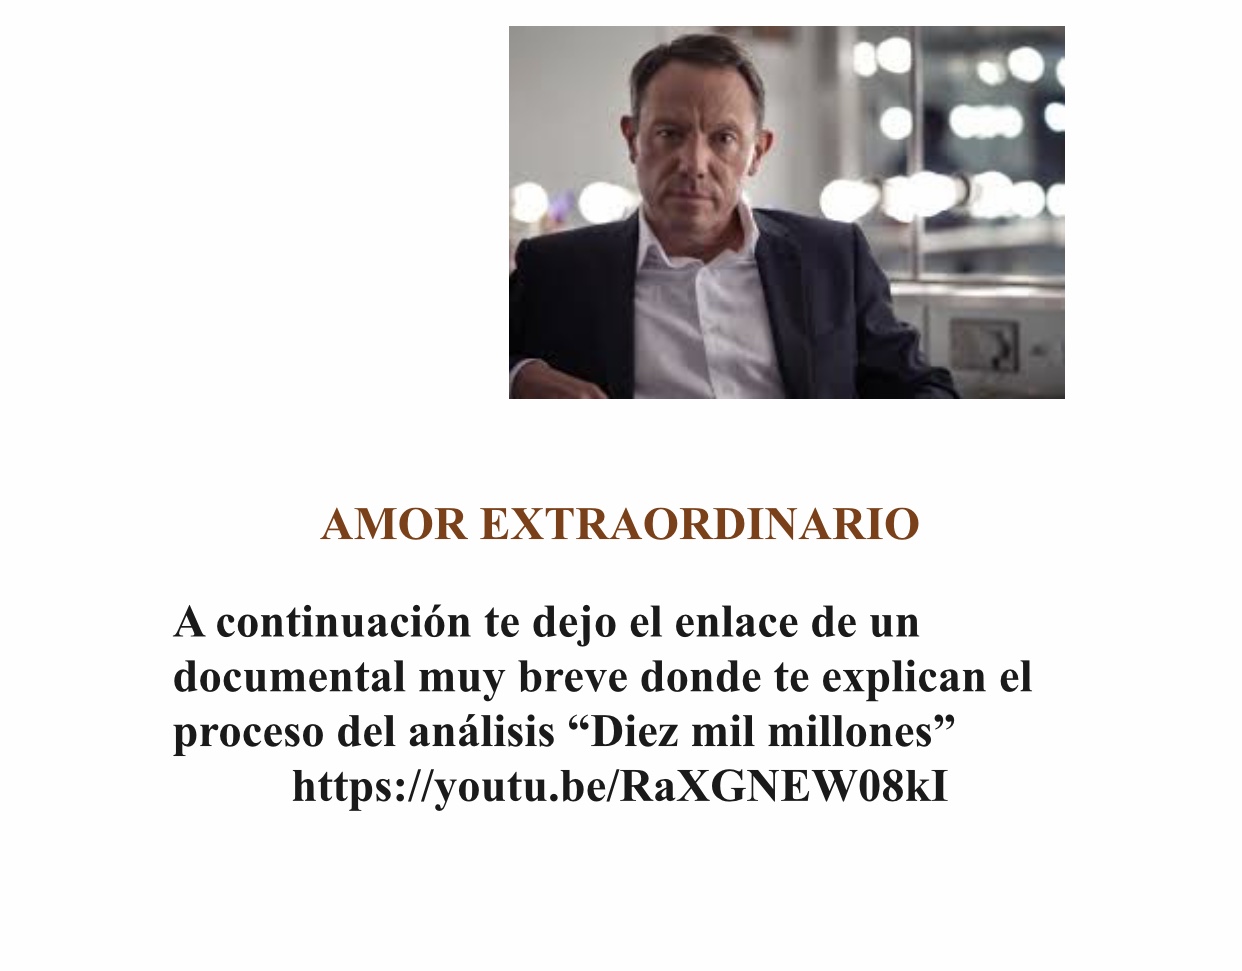 AMOR EXTRAORDINARIO
A continuación te dejo el enlace de un
documental muy breve donde te explican el
proceso del análisis “Diez mil millones”
https://youtu.be/RaXGNEW08kI